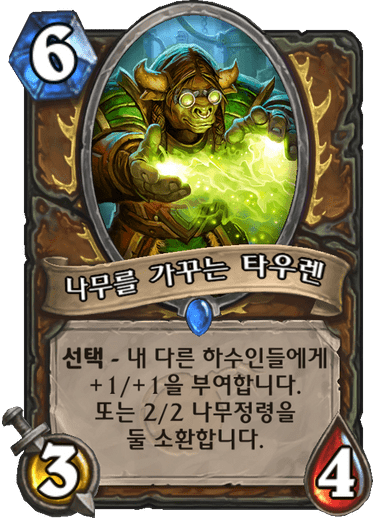 6
나무를 가꾸는 타우렌
선택 - 내 다른 하수인들에게
+1/+1을 부여합니다.
또는 2/2 나무정령을
둘 소환합니다.
3
4